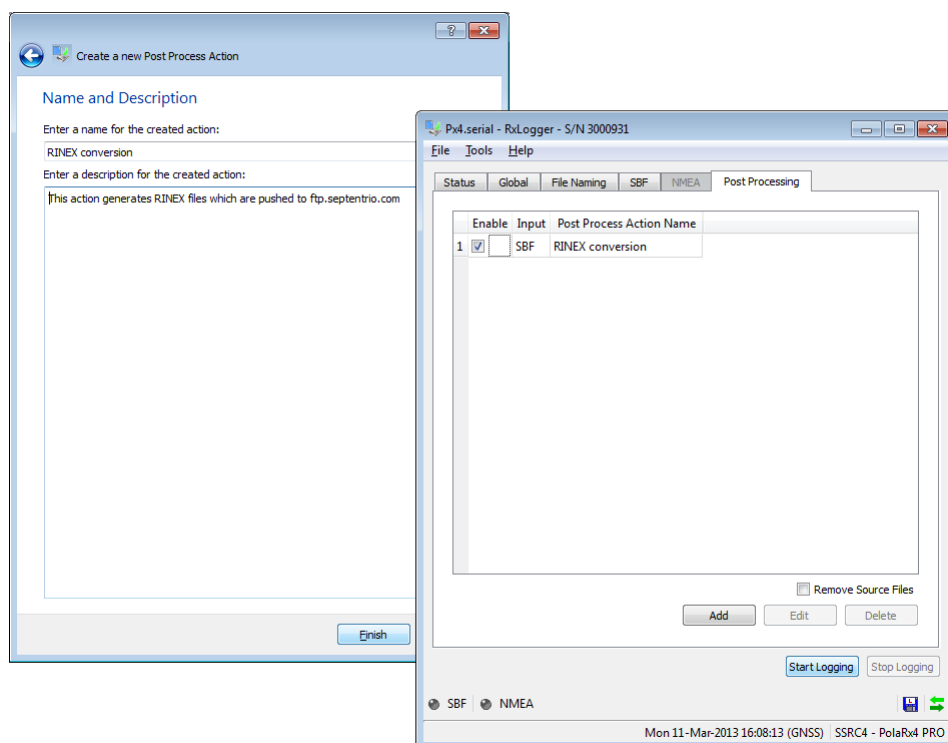 Create a new Post Process Action
Name and Description
Enter a name for the created action:
RINEX conversion
Enter a description for the created action:
This action generates RINEX files which are pushed to ftp.septentrio.com
Finish
Px4.serial - RxLogger - S/N 3000931
File Tools Help
Status Global File Naming SBF NMEA Post Processing
Enable Input Post Process Action Name
1 SBF RINEX conversion
Remove Source Files
Add Edit Delete
Start Logging Stop Logging
SBF NMEA
Mon 11-Mar-2013 16:08:13 (GNSS) SSRC4 - PolaRx4 PRO